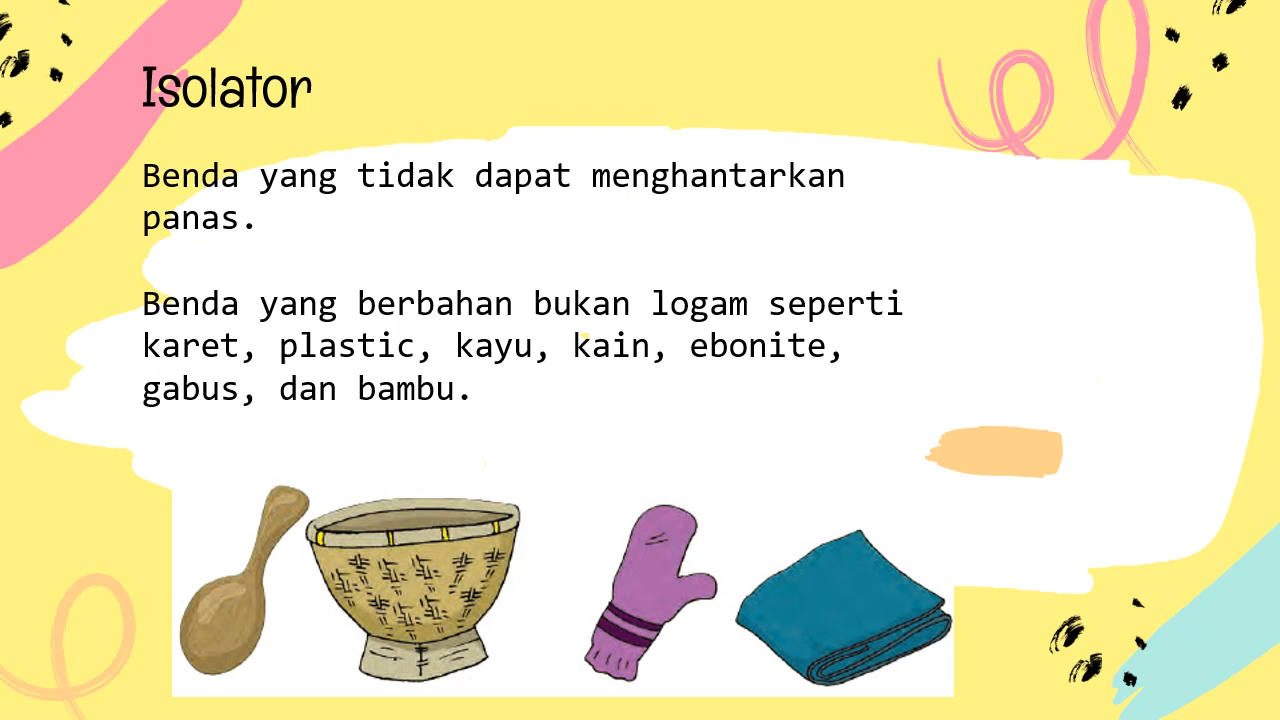 Isolator
Benda yang tidak dapat menghantarkan
panas.
Benda yang berbahan bukan logam seperti
karet, plastic, kayu, kain, ebonite,
gabus, dan bambu.